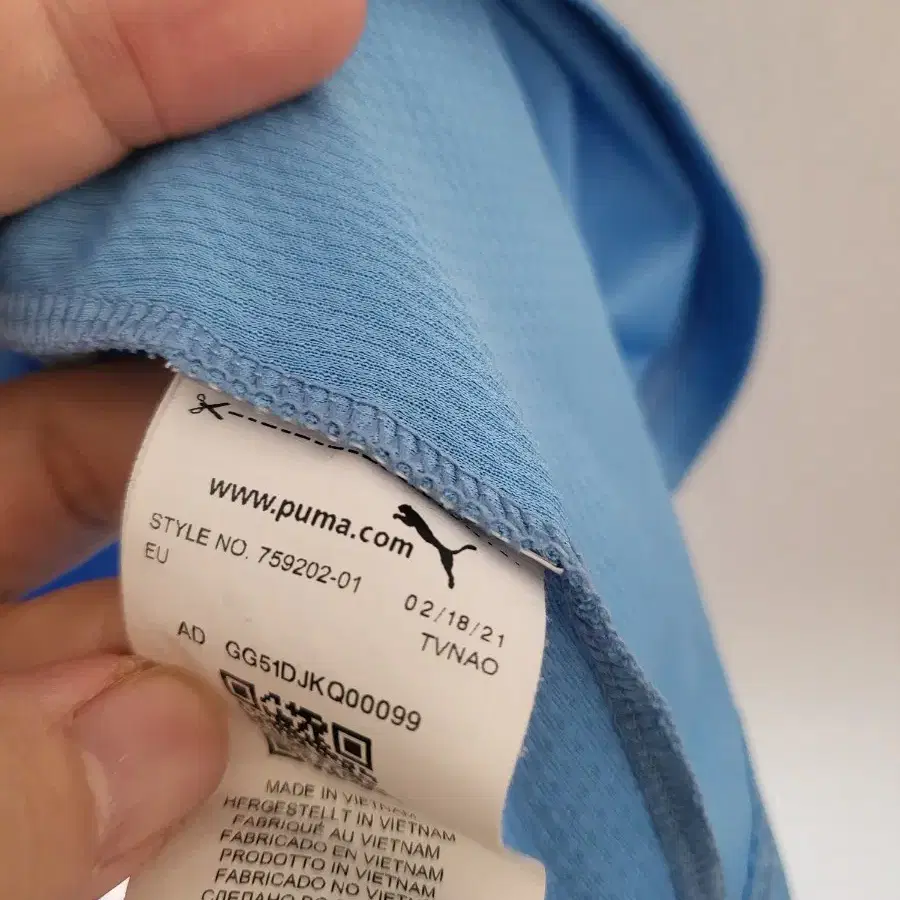 www.puma.com
STYLE NO. 759202-01
EU
02/18/21
TVNAO
AD GG51DJKQ00099
MADE IN VIETNAM
HERGESTELLT IN VIETNAM
FABRIQUÉ AU VIETNAM
FABRICADO EN VIETNAM
PRODOTTO IN VIETNAM
FABRICADO NO VIETNAM
СДЕЛАНО